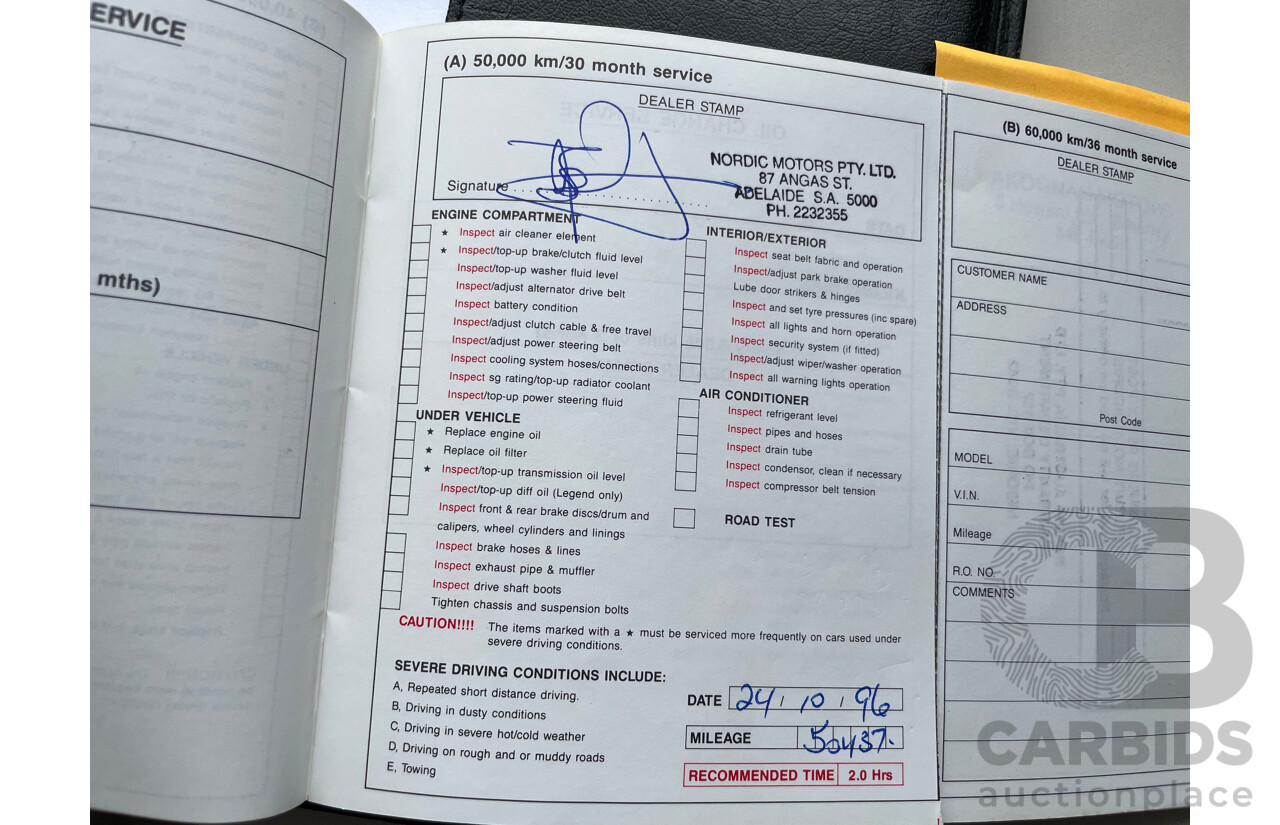 ERVICE
mths)
(A) 50,000 km/30 month service
DEALER STAMP
NORDIC MOTORS PTY. LTD.
87 ANGAS ST.
ADELAIDE S.A. 5000
PH. 2232355
Signature
ENGINE COMPARTMENT
★ Inspect air cleaner element
★ Inspect/top-up brake/clutch fluid level
Inspect/top-up washer fluid level
Inspect/adjust alternator drive belt
Inspect battery condition
Inspect/adjust clutch cable & free travel
Inspect/adjust power steering belt
Inspect cooling system hoses/connections
Inspect sg rating/top-up radiator coolant
Inspect/top-up power steering fluid
UNDER VEHICLE
★ Replace engine oil
★ Replace oil filter
★ Inspect/top-up transmission oil level
Inspect/top-up diff oil (Legend only)
Inspect front & rear brake discs/drum and
calipers, wheel cylinders and linings
Inspect brake hoses & lines
Inspect exhaust pipe & muffler
Inspect drive shaft boots
Tighten chassis and suspension bolts
INTERIOR/EXTERIOR
Inspect seat belt fabric and operation
Inspect/adjust park brake operation
Lube door strikers & hinges
Inspect and set tyre pressures (inc spare)
Inspect all lights and horn operation
Inspect security system (if fitted)
Inspect/adjust wiper/washer operation
Inspect all warning lights operation
AIR CONDITIONER
Inspect refrigerant level
Inspect pipes and hoses
Inspect drain tube
Inspect condensor, clean if necessary
Inspect compressor belt tension
ROAD TEST
CAUTION!!!! The items marked with a ★ must be serviced more frequently on cars used under
severe driving conditions.
SEVERE DRIVING CONDITIONS INCLUDE:
A, Repeated short distance driving.
B, Driving in dusty conditions
C, Driving in severe hot/cold weather
D, Driving on rough and or muddy roads
E, Towing
DATE 24 / 10 / 96
MILEAGE 50437.
RECOMMENDED TIME 2.0 Hrs
(B) 60,000 km/36 month service
DEALER STAMP
CUSTOMER NAME
ADDRESS
Post Code
MODEL
V.I.N.
Mileage
R.O. NO.
COMMENTS
CARBIDS
auctionplace